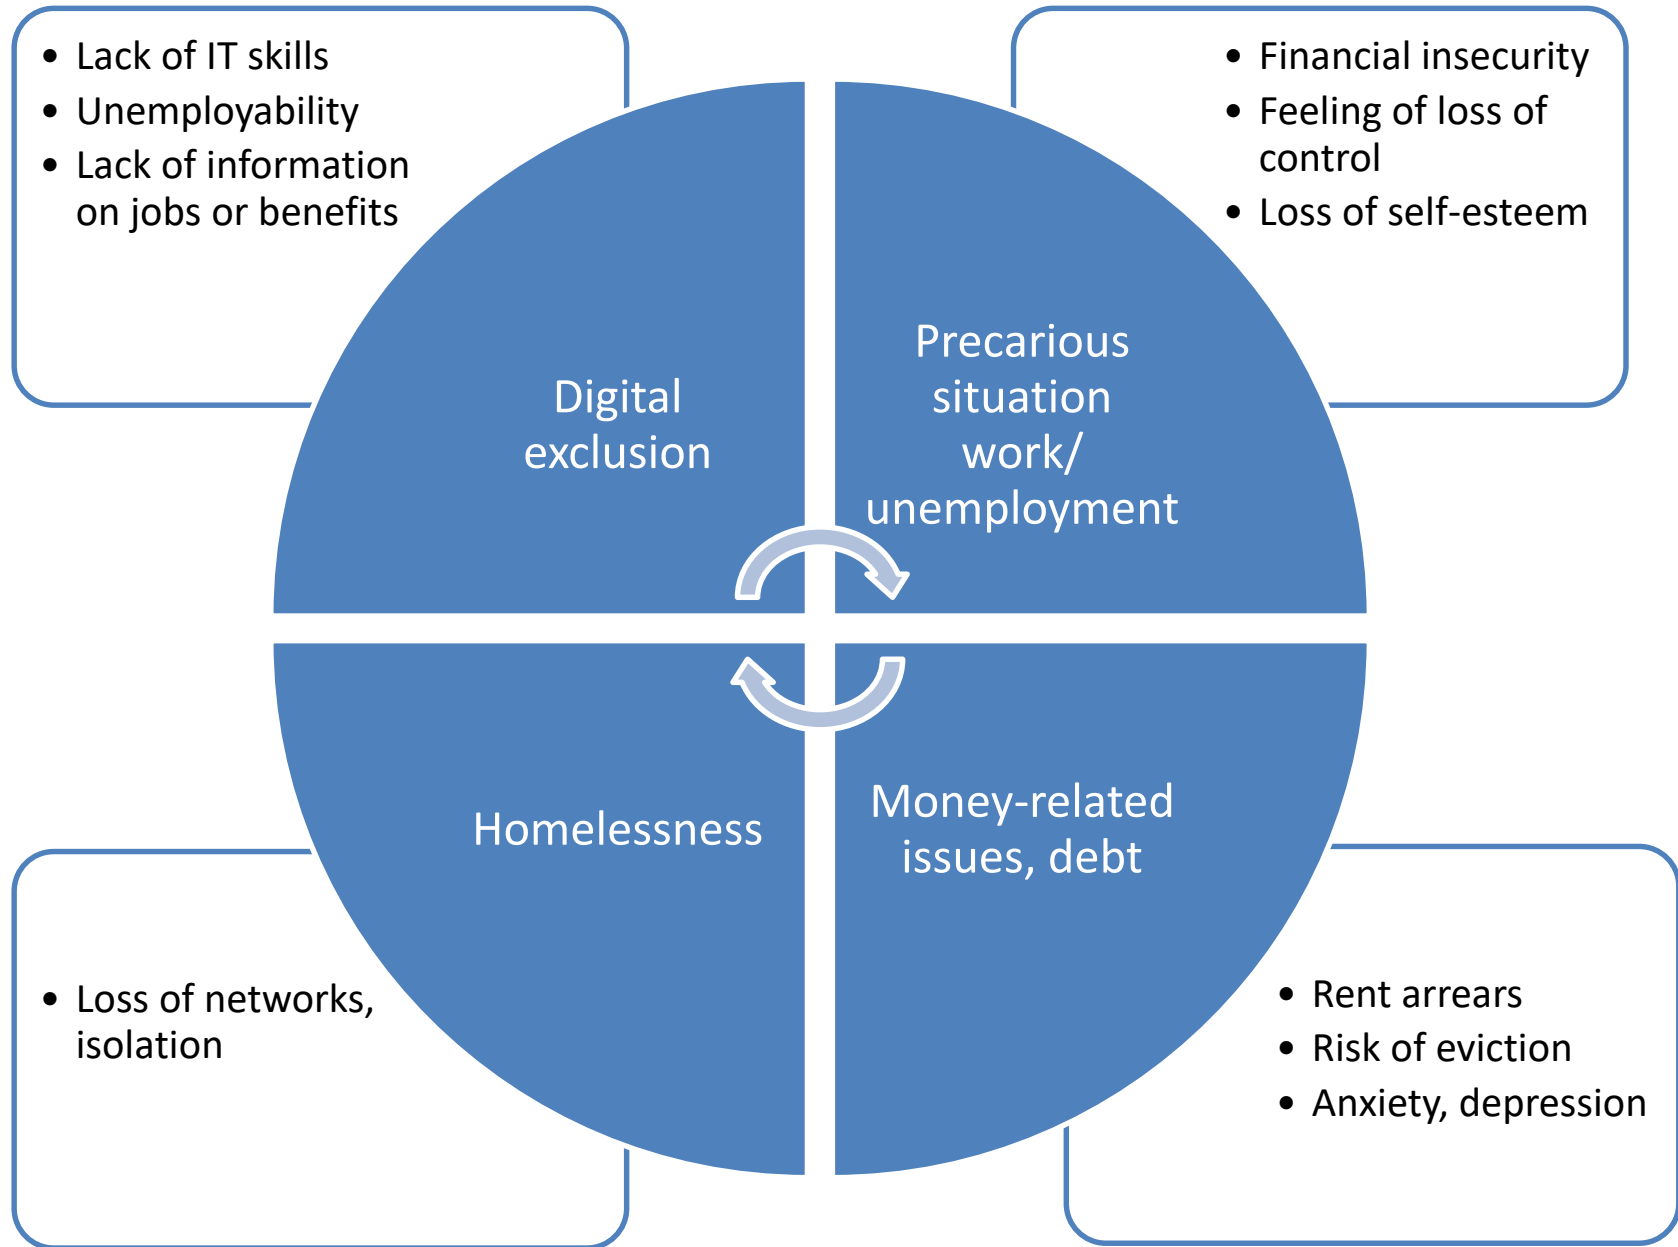 • Lack of IT skills
• Unemployability
• Lack of information
on jobs or benefits
• Financial insecurity
• Feeling of loss of
control
• Loss of self-esteem
Digital
exclusion
Precarious
situation
work/
unemployment
Homelessness
Money-related
issues, debt
• Loss of networks,
isolation
• Rent arrears
• Risk of eviction
• Anxiety, depression